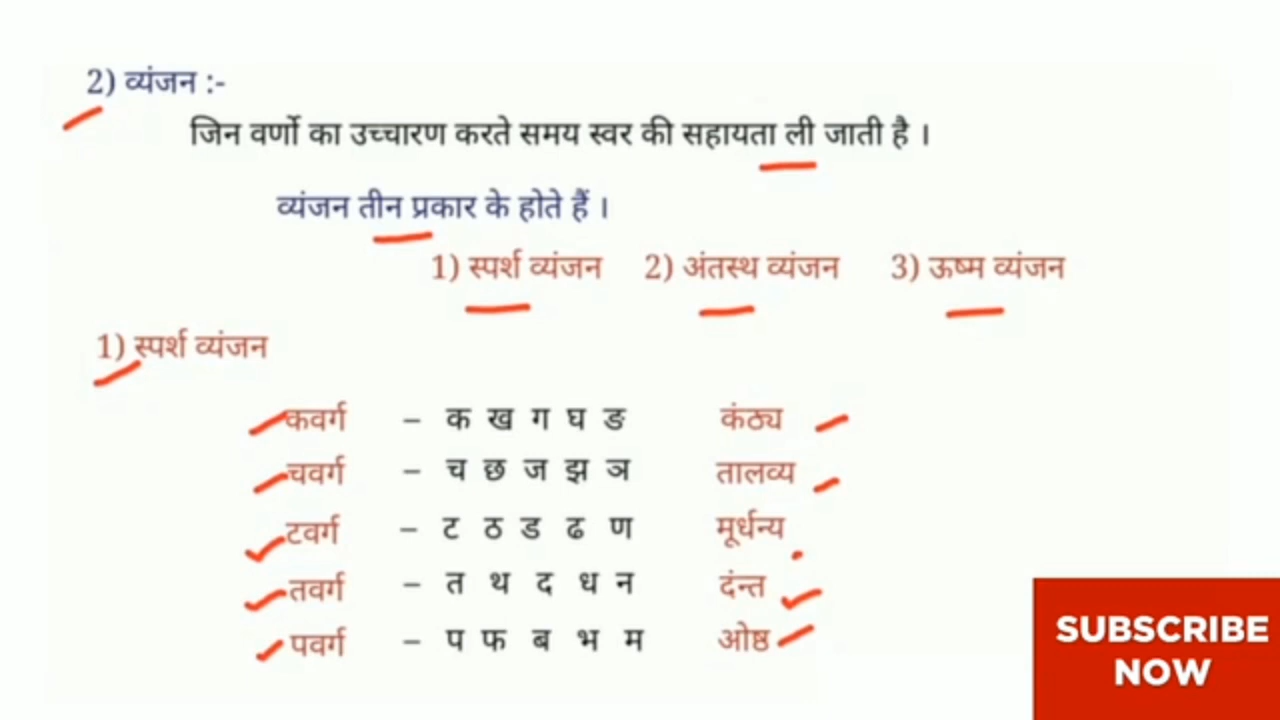 2) व्यंजन :-
जिन वर्णो का उच्चारण करते समय स्वर की सहायता ली जाती है ।
व्यंजन तीन प्रकार के होते हैं ।
1) स्पर्श व्यंजन 2) अंतस्थ व्यंजन 3) ऊष्म व्यंजन
1) स्पर्श व्यंजन
कवर्ग – क ख ग घ ङ कंठ्य
चवर्ग – च छ ज झ ञ तालव्य
टवर्ग – ट ठ ड ढ ण मूर्धन्य
तवर्ग – त थ द ध न दंन्त
पवर्ग – प फ ब भ म ओष्ठ
SUBSCRIBE
NOW